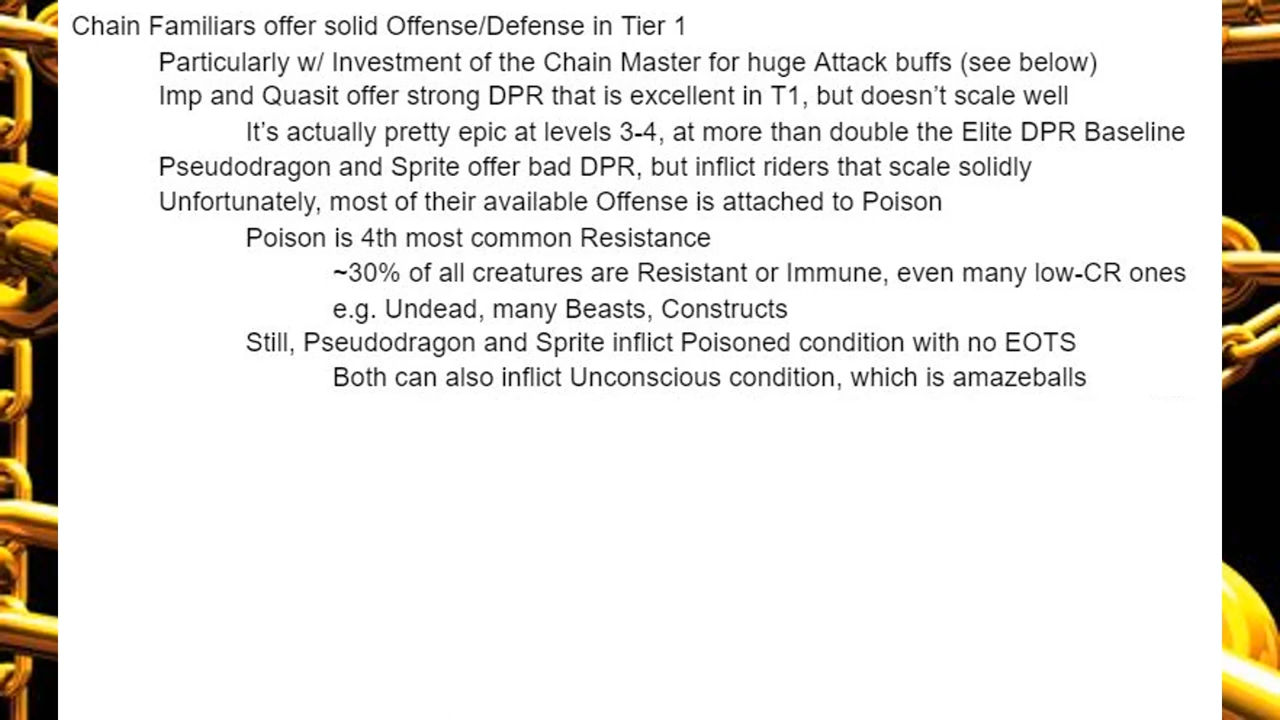 Chain Familiars offer solid Offense/Defense in Tier 1
Particularly w/ Investment of the Chain Master for huge Attack buffs (see below)
Imp and Quasit offer strong DPR that is excellent in T1, but doesn't scale well
It's actually pretty epic at levels 3-4, at more than double the Elite DPR Baseline
Pseudodragon and Sprite offer bad DPR, but inflict riders that scale solidly
Unfortunately, most of their available Offense is attached to Poison
Poison is 4th most common Resistance
~30% of all creatures are Resistant or Immune, even many low-CR ones
e.g. Undead, many Beasts, Constructs
Still, Pseudodragon and Sprite inflict Poisoned condition with no EOTS
Both can also inflict Unconscious condition, which is amazeballs